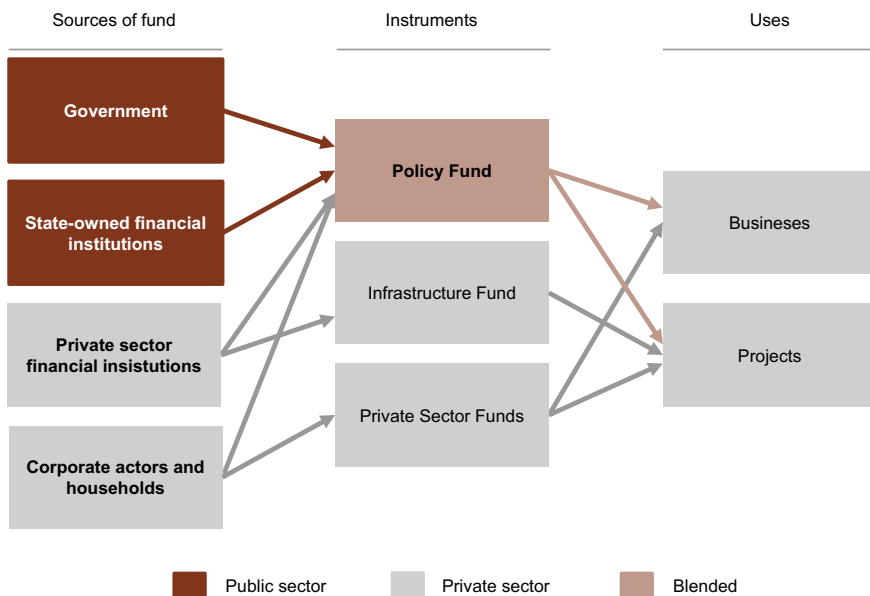 Sources of fund
Instruments
Uses
Government
State-owned financial
institutions
Private sector
financial insistutions
Corporate actors and
households
Policy Fund
Infrastructure Fund
Private Sector Funds
Busineses
Projects
Public sector
Private sector
Blended